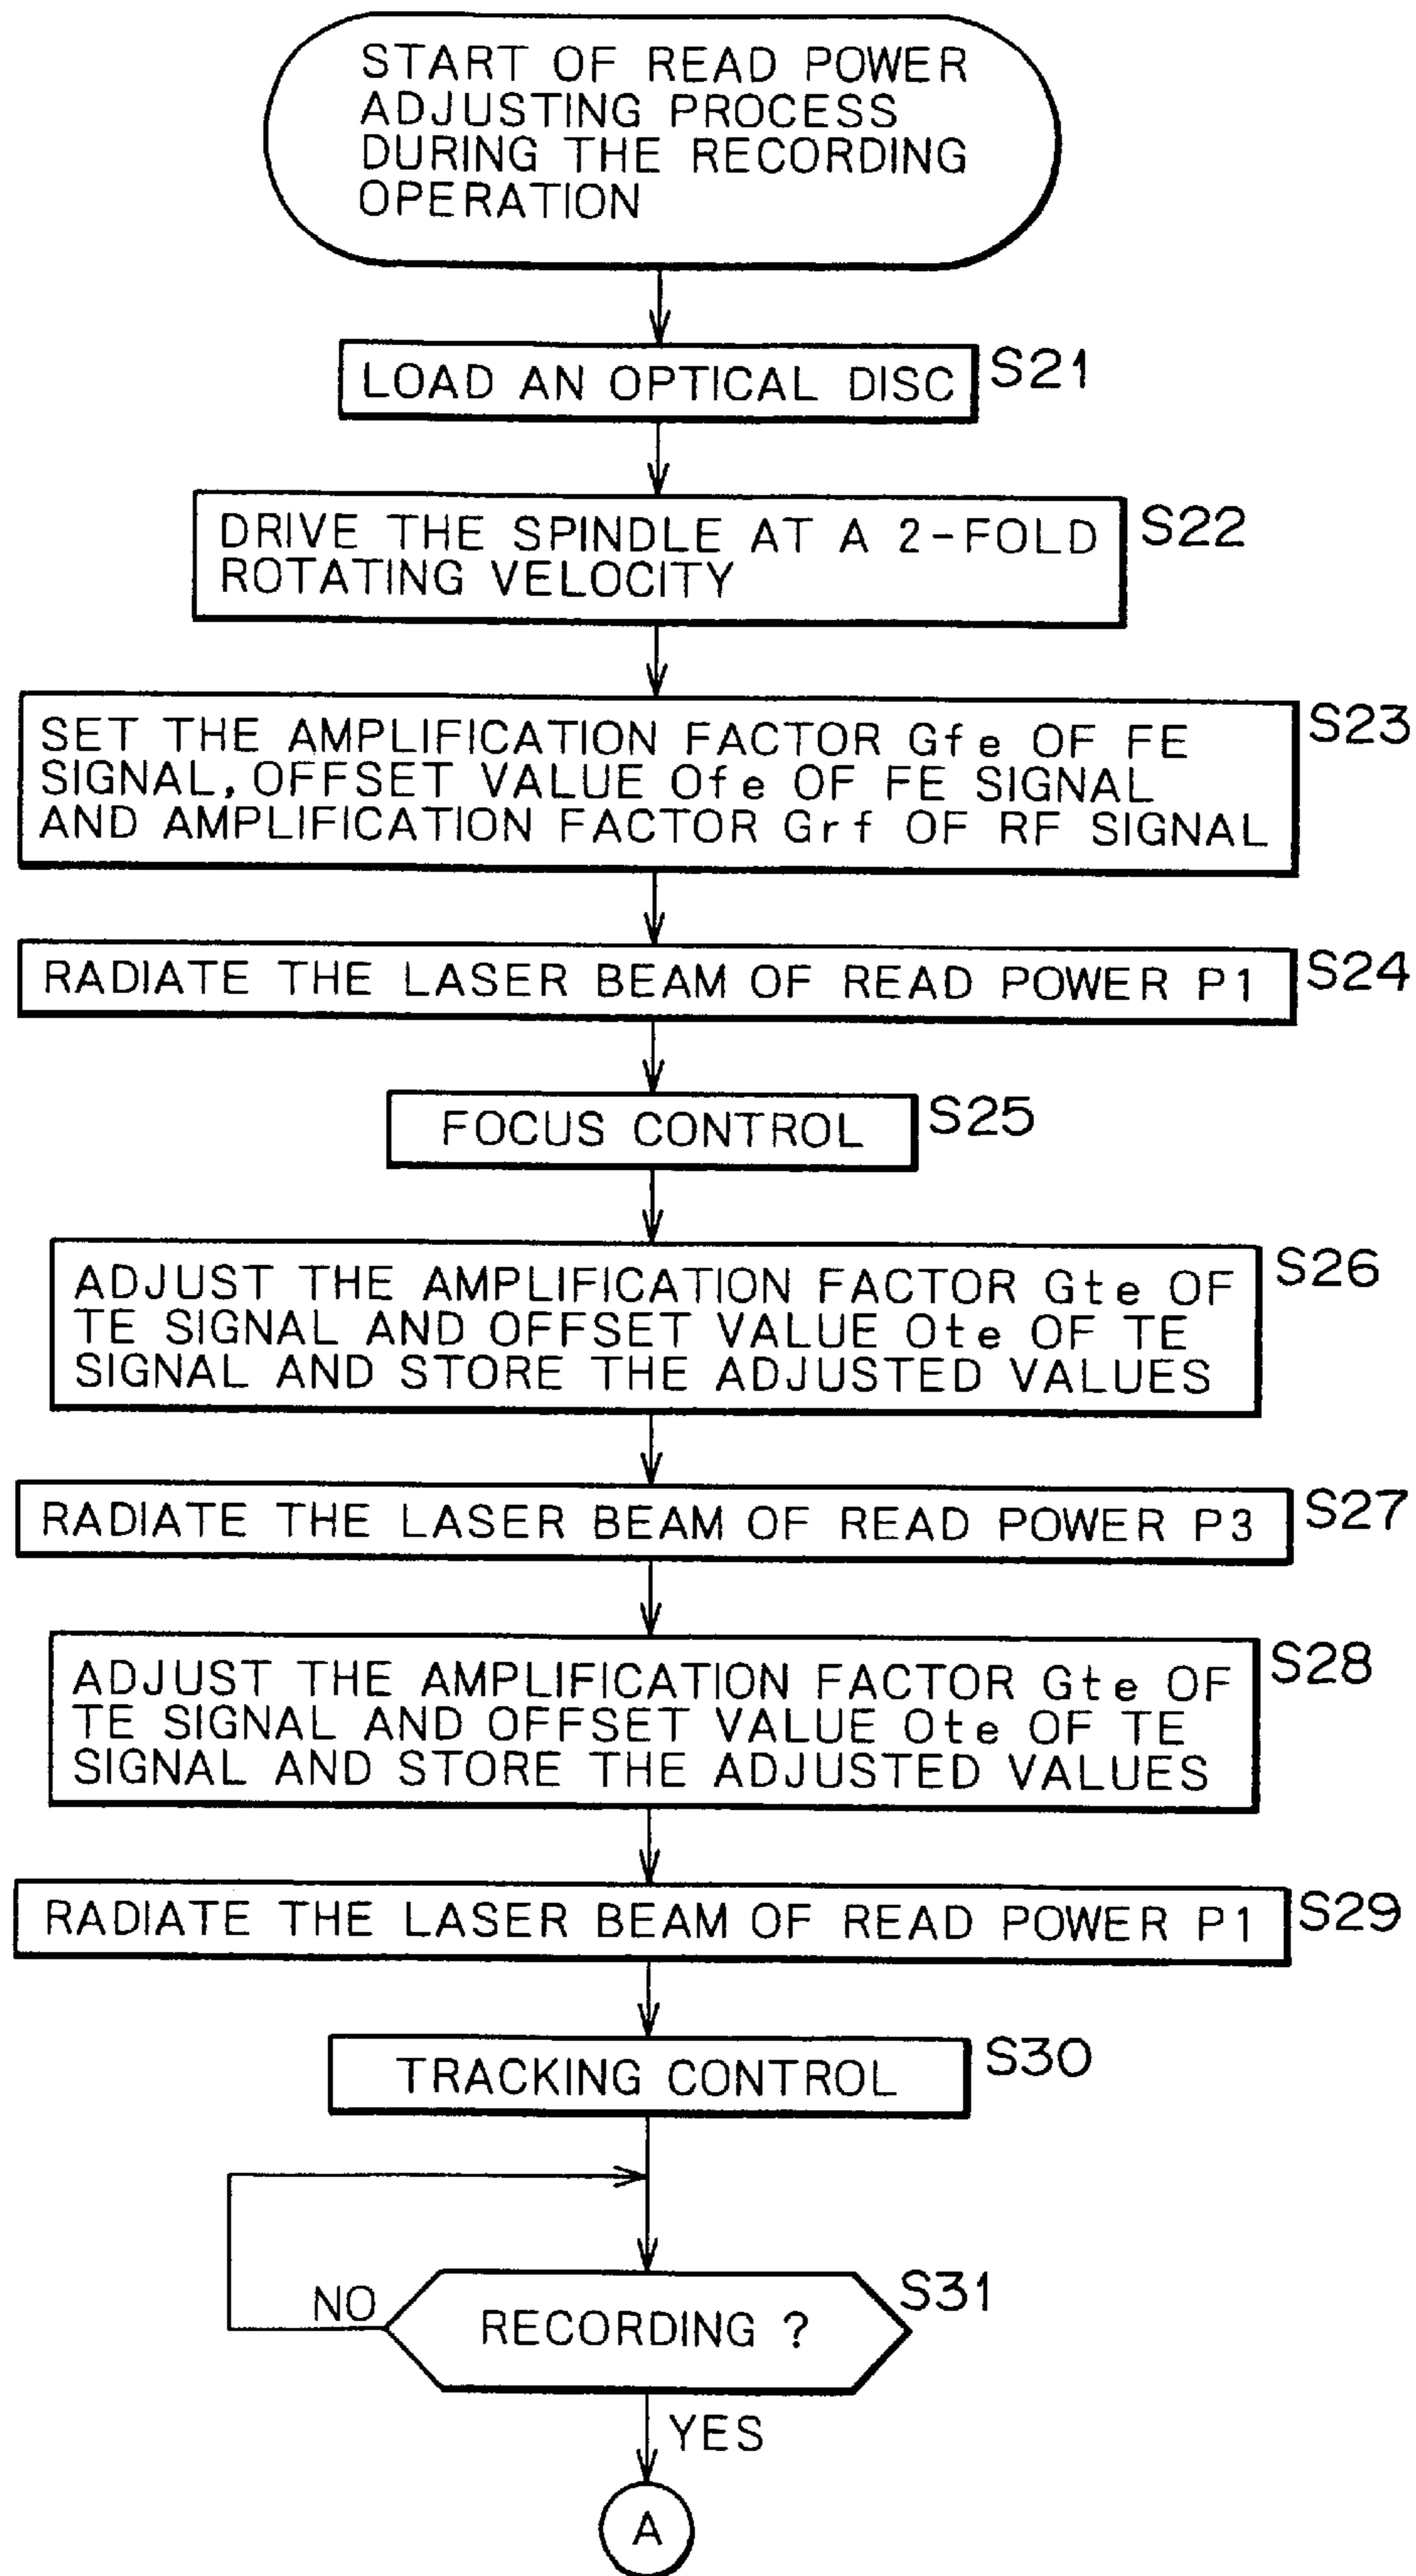 START OF READ POWER
ADJUSTING PROCESS
DURING THE RECORDING
OPERATION
LOAD AN OPTICAL DISC
S21
DRIVE THE SPINDLE AT A 2-FOLD
ROTATING VELOCITY
S22
SET THE AMPLIFICATION FACTOR Gfe OF FE
SIGNAL, OFFSET VALUE Ofe OF FE SIGNAL
AND AMPLIFICATION FACTOR Grf OF RF SIGNAL
S23
RADIATE THE LASER BEAM OF READ POWER P1
S24
FOCUS CONTROL
S25
ADJUST THE AMPLIFICATION FACTOR Gte OF
TE SIGNAL AND OFFSET VALUE Ote OF TE
SIGNAL AND STORE THE ADJUSTED VALUES
S26
RADIATE THE LASER BEAM OF READ POWER P3
S27
ADJUST THE AMPLIFICATION FACTOR Gte OF
TE SIGNAL AND OFFSET VALUE Ote OF TE
SIGNAL AND STORE THE ADJUSTED VALUES
S28
RADIATE THE LASER BEAM OF READ POWER P1
S29
TRACKING CONTROL
S30
NO
RECORDING ?
S31
YES
A